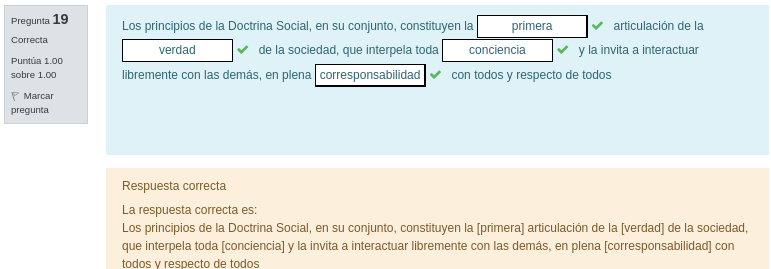 Pregunta 19
Correcta
Puntúa 1.00
sobre 1.00
Marcar
pregunta
Los principios de la Doctrina Social, en su conjunto, constituyen la primera articulación de la
verdad de la sociedad, que interpela toda conciencia y la invita a interactuar
libremente con las demás, en plena corresponsabilidad con todos y respecto de todos
Respuesta correcta
La respuesta correcta es:
Los principios de la Doctrina Social, en su conjunto, constituyen la [primera] articulación de la [verdad] de la sociedad,
que interpela toda [conciencia] y la invita a interactuar libremente con las demás, en plena [corresponsabilidad] con
todos y respecto de todos